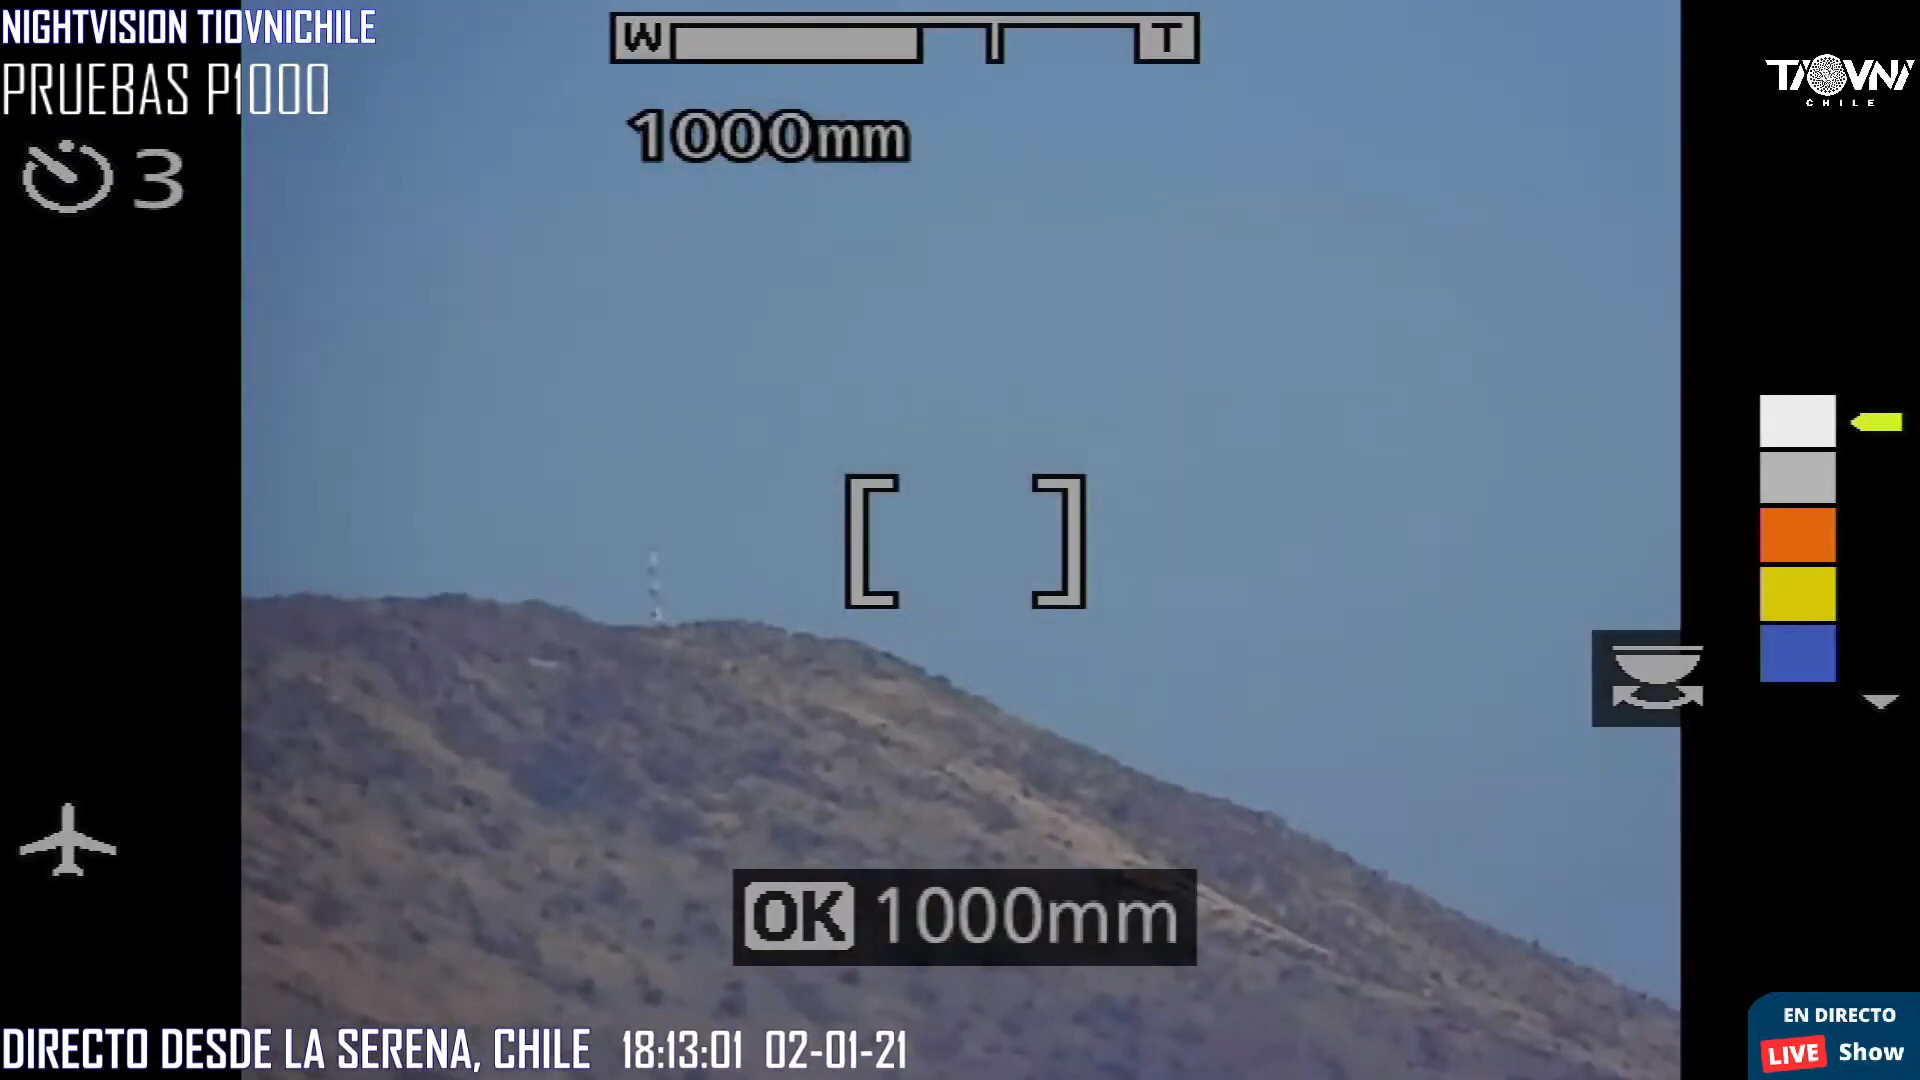 NIGHTVISION TIOVNICHILE
PRUEBAS P1000
3
W T
1000mm
TIOVNI
CHILE
OK 1000mm
DIRECTO DESDE LA SERENA, CHILE 18:13:01 02-01-21
EN DIRECTO
LIVE Show